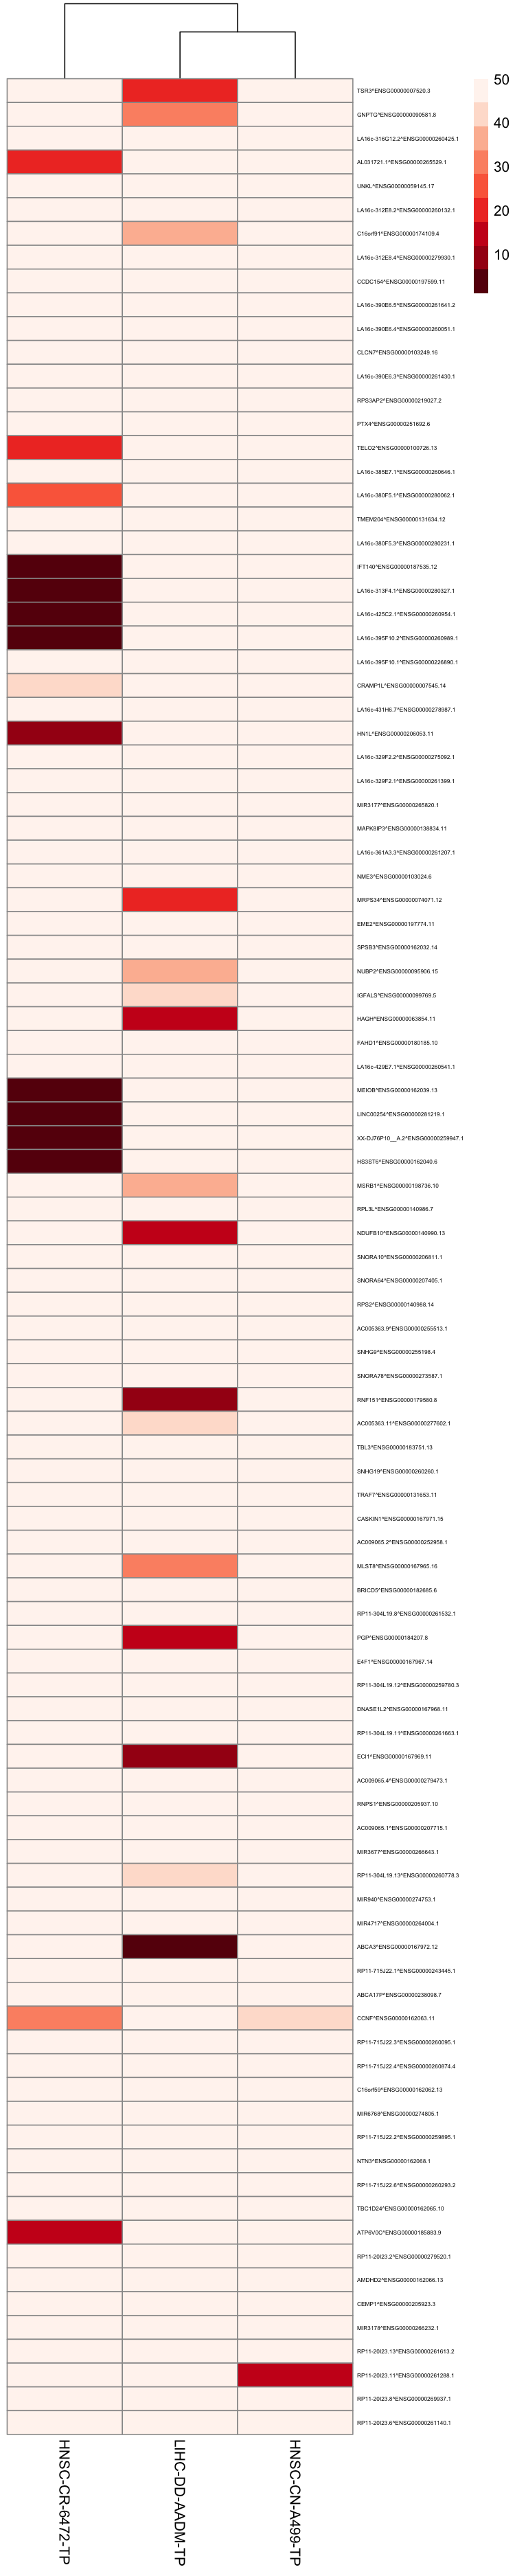 50
40
30
20
10
TSR3^ENSG00000007520.3
GNPTG^ENSG00000090581.8
LA16c-316G12.2^ENSG00000260425.1
AL031721.1^ENSG00000265529.1
UNKL^ENSG00000059145.17
LA16c-312E8.2^ENSG00000260132.1
C16orf91^ENSG00000174109.4
LA16c-312E8.4^ENSG00000279930.1
CCDC154^ENSG00000197599.11
LA16c-390E6.5^ENSG00000261641.2
LA16c-390E6.4^ENSG00000260051.1
CLCN7^ENSG00000103249.16
LA16c-390E6.3^ENSG00000261430.1
RPS3AP2^ENSG00000219027.2
PTX4^ENSG00000251692.6
TELO2^ENSG00000100726.13
LA16c-385E7.1^ENSG00000260646.1
LA16c-380F5.1^ENSG00000280062.1
TMEM204^ENSG00000131634.12
LA16c-380F5.3^ENSG00000280231.1
IFT140^ENSG00000187535.12
LA16c-313F4.1^ENSG00000280327.1
LA16c-425C2.1^ENSG00000260954.1
LA16c-395F10.2^ENSG00000260989.1
LA16c-395F10.1^ENSG00000226890.1
CRAMP1L^ENSG00000007545.14
LA16c-431H6.7^ENSG00000278987.1
HN1L^ENSG00000206053.11
LA16c-329F2.2^ENSG00000275092.1
LA16c-329F2.1^ENSG00000261399.1
MIR3177^ENSG00000265820.1
MAPK8IP3^ENSG00000138834.11
LA16c-361A3.3^ENSG00000261207.1
NME3^ENSG00000103024.6
MRPS34^ENSG00000074071.12
EME2^ENSG00000197774.11
SPSB3^ENSG00000162032.14
NUBP2^ENSG00000095906.15
IGFALS^ENSG00000099769.5
HAGH^ENSG00000063854.11
FAHD1^ENSG00000180185.10
LA16c-429E7.1^ENSG00000260541.1
MEIOB^ENSG00000162039.13
LINC00254^ENSG00000281219.1
XX-DJ76P10__A.2^ENSG00000259947.1
HS3ST6^ENSG00000162040.6
MSRB1^ENSG00000198736.10
RPL3L^ENSG00000140986.7
NDUFB10^ENSG00000140990.13
SNORA10^ENSG00000206811.1
SNORA64^ENSG00000207405.1
RPS2^ENSG00000140988.14
AC005363.9^ENSG00000255513.1
SNHG9^ENSG00000255198.4
SNORA78^ENSG00000273587.1
RNF151^ENSG00000179580.8
AC005363.11^ENSG00000277602.1
TBL3^ENSG00000183751.13
SNHG19^ENSG00000260260.1
TRAF7^ENSG00000131653.11
CASKIN1^ENSG00000167971.15
AC009065.2^ENSG00000252958.1
MLST8^ENSG00000167965.16
BRICD5^ENSG00000182685.6
RP11-304L19.8^ENSG00000261532.1
PGP^ENSG00000184207.8
E4F1^ENSG00000167967.14
RP11-304L19.12^ENSG00000259780.3
DNASE1L2^ENSG00000167968.11
RP11-304L19.11^ENSG00000261663.1
ECI1^ENSG00000167969.11
AC009065.4^ENSG00000279473.1
RNPS1^ENSG00000205937.10
AC009065.1^ENSG00000207715.1
MIR3677^ENSG00000266643.1
RP11-304L19.13^ENSG00000260778.3
MIR940^ENSG00000274753.1
MIR4717^ENSG00000264004.1
ABCA3^ENSG00000167972.12
RP11-715J22.1^ENSG00000243445.1
ABCA17P^ENSG00000238098.7
CCNF^ENSG00000162063.11
RP11-715J22.3^ENSG00000260095.1
RP11-715J22.4^ENSG00000260874.4
C16orf59^ENSG00000162062.13
MIR6768^ENSG00000274805.1
RP11-715J22.2^ENSG00000259895.1
NTN3^ENSG00000162068.1
RP11-715J22.6^ENSG00000260293.2
TBC1D24^ENSG00000162065.10
ATP6V0C^ENSG00000185883.9
RP11-20I23.2^ENSG00000279520.1
AMDHD2^ENSG00000162066.13
CEMP1^ENSG00000205923.3
MIR3178^ENSG00000266232.1
RP11-20I23.13^ENSG00000261613.2
RP11-20I23.11^ENSG00000261288.1
RP11-20I23.8^ENSG00000269937.1
RP11-20I23.6^ENSG00000261140.1
HNSC-CR-6472-TP
LIHC-DD-AADM-TP
HNSC-CN-A499-TP